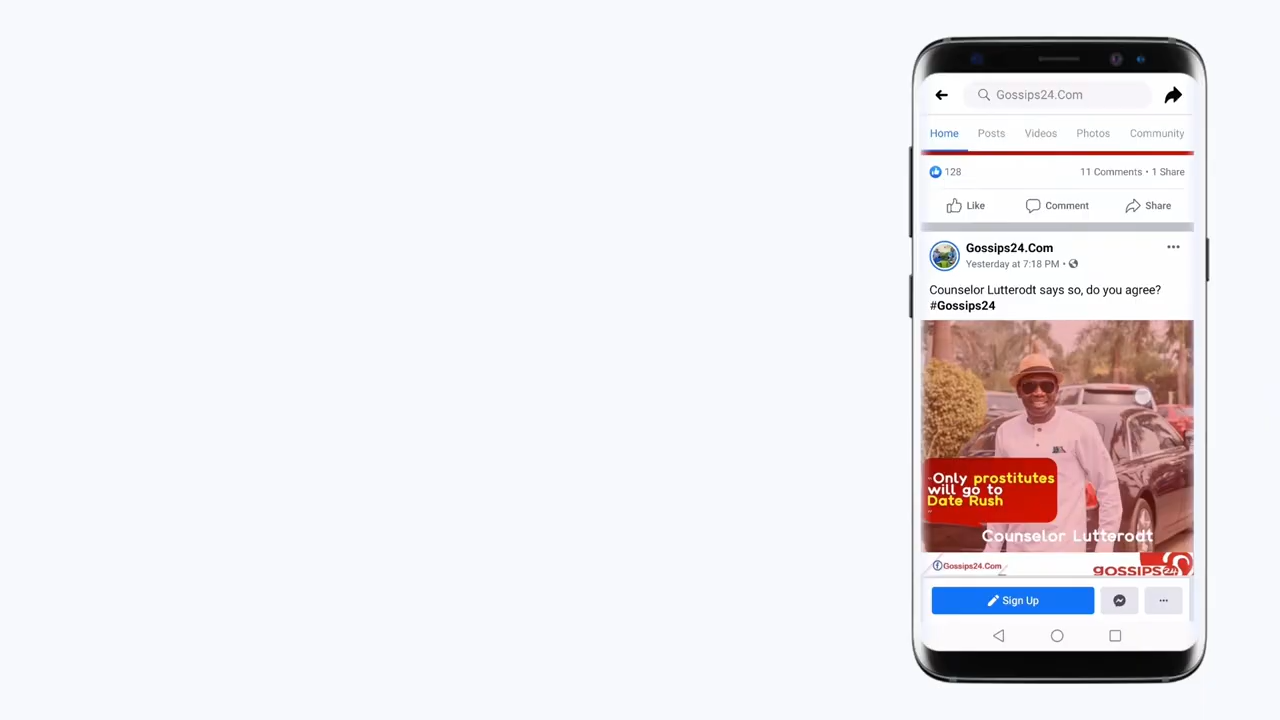 Gossips24.Com
Home Posts Videos Photos Community
128 11 Comments • 1 Share
Like Comment Share
Gossips24.Com
Yesterday at 7:18 PM •
Counselor Lutterodt says so, do you agree?
#Gossips24
Only prostitutes
will go to
Date Rush
Counselor Lutterodt
Gossips24.Com
gossips24
Sign Up